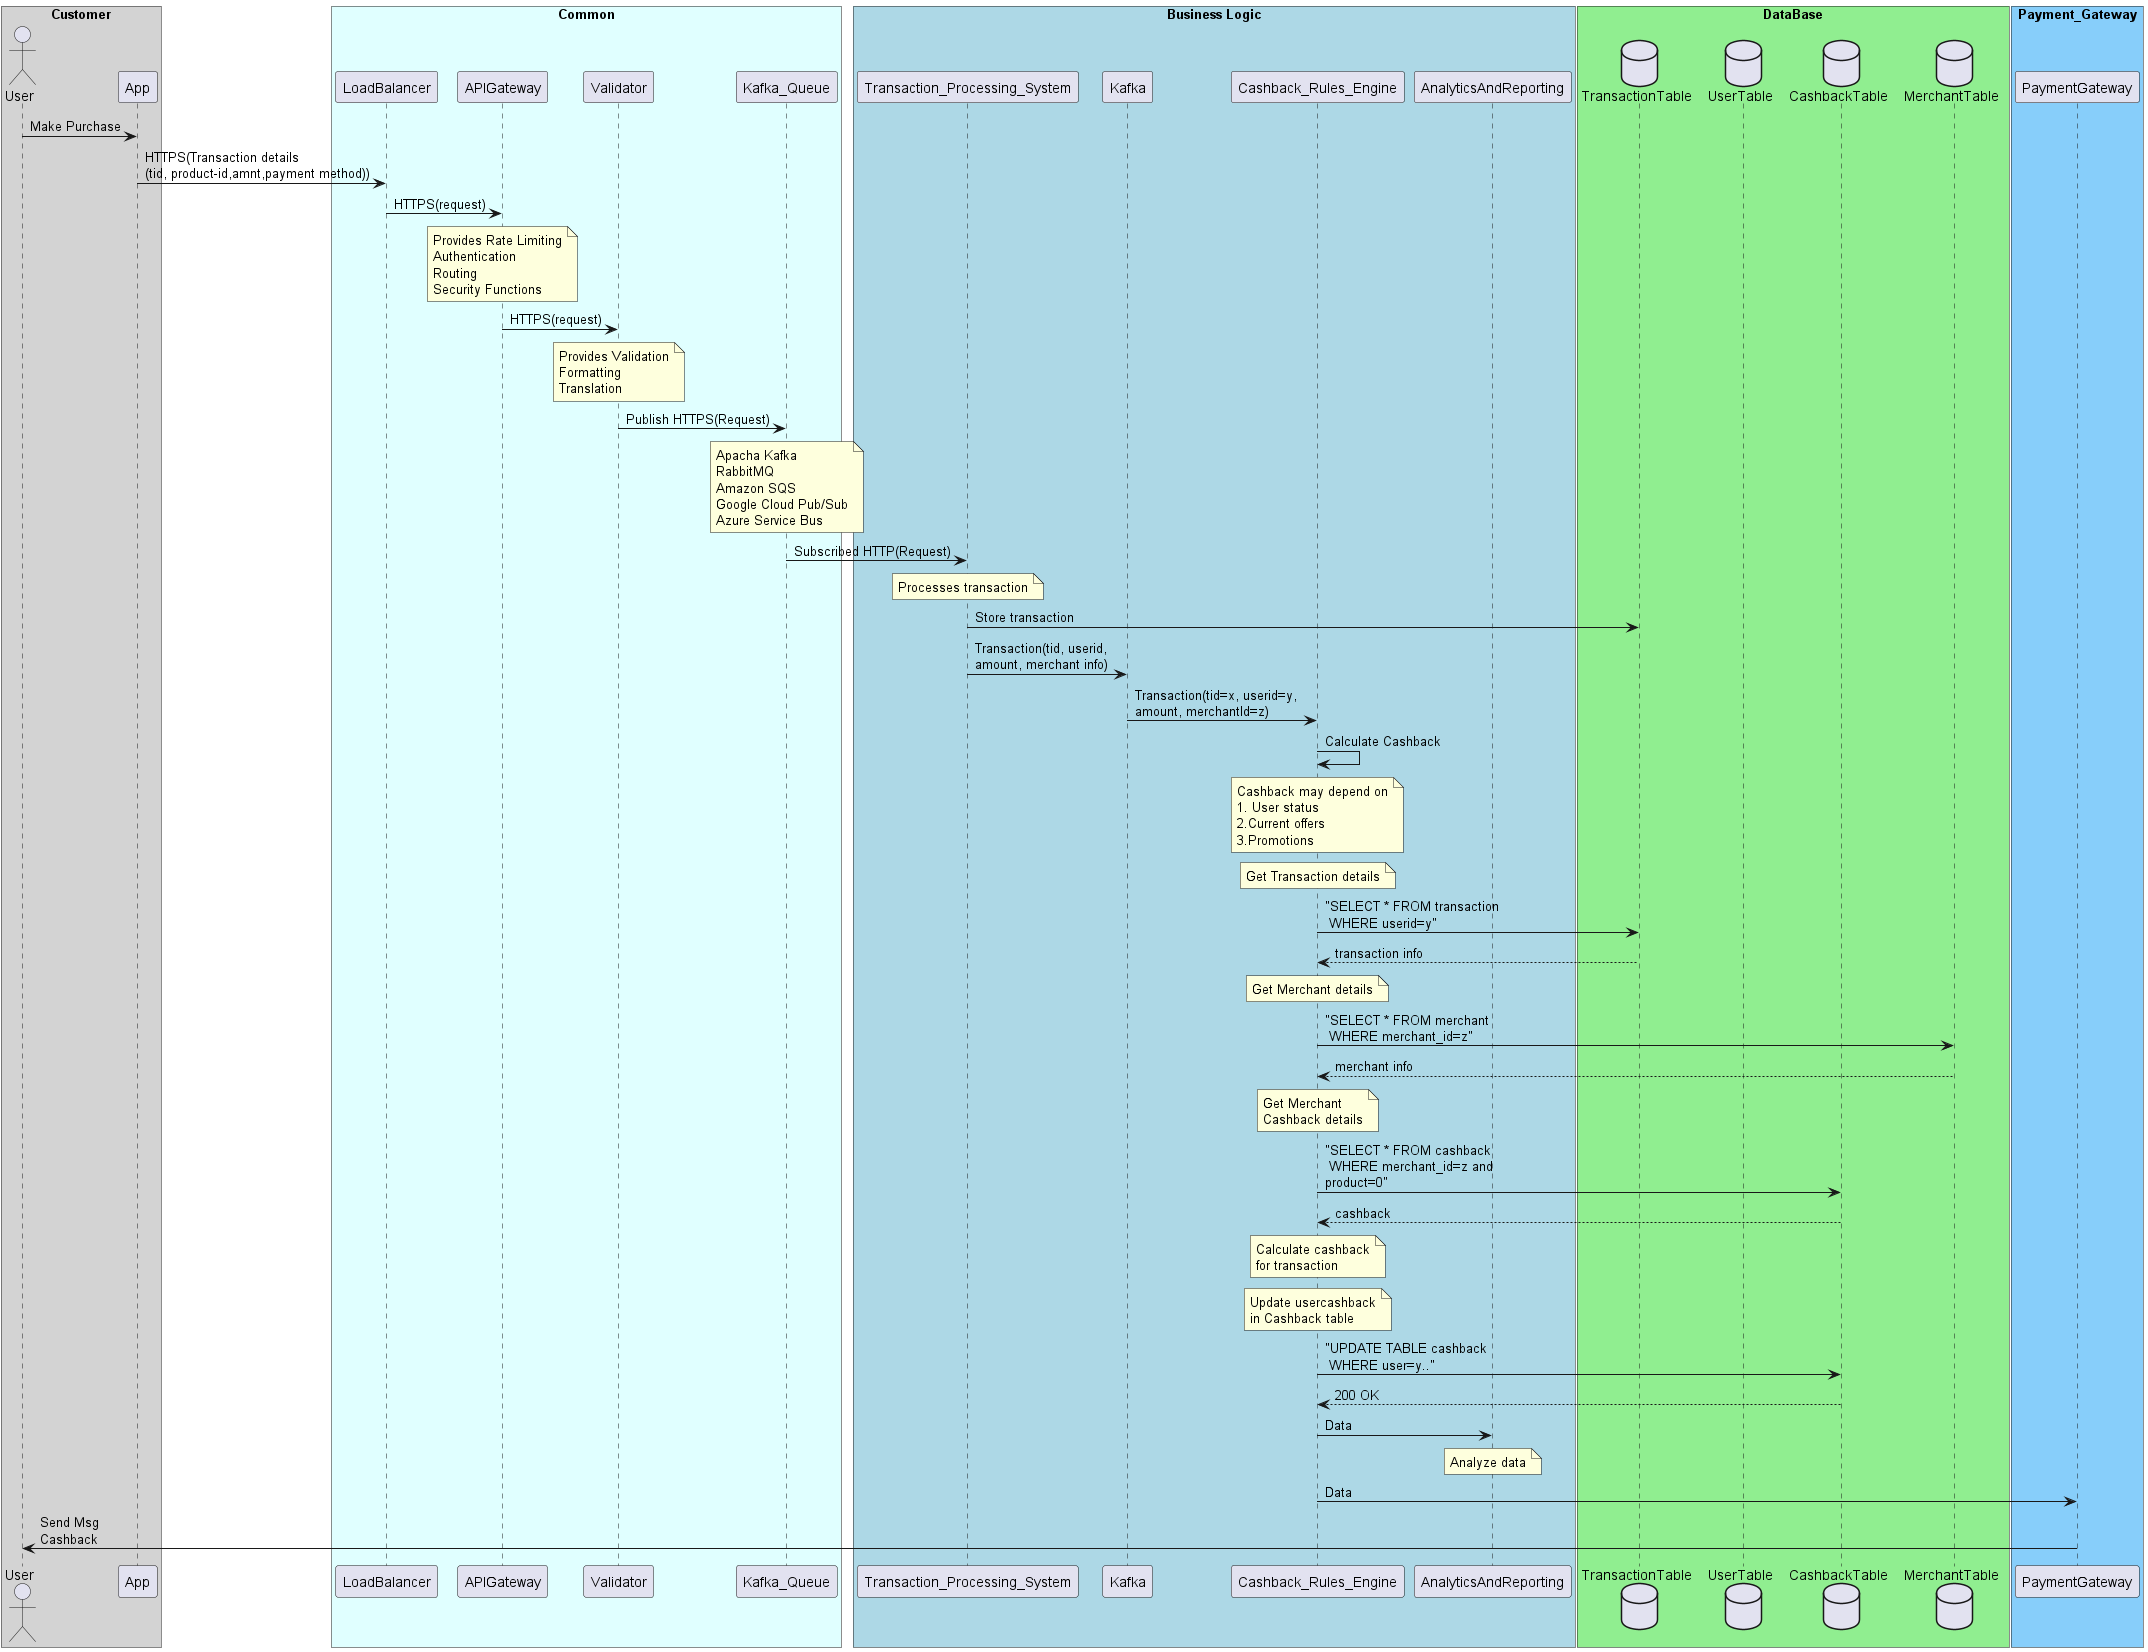 Customer
Common
Business Logic
DataBase
Payment_Gateway
User
App
LoadBalancer
APIGateway
Validator
Kafka_Queue
Transaction_Processing_System
Kafka
Cashback_Rules_Engine
AnalyticsAndReporting
TransactionTable
UserTable
CashbackTable
MerchantTable
PaymentGateway
Make Purchase
HTTPS(Transaction details
(tid, product-id,amnt,payment method))
HTTPS(request)
Provides Rate Limiting
Authentication
Routing
Security Functions
HTTPS(request)
Provides Validation
Formatting
Translation
Publish HTTPS(Request)
Apacha Kafka
RabbitMQ
Amazon SQS
Google Cloud Pub/Sub
Azure Service Bus
Subscribed HTTP(Request)
Processes transaction
Store transaction
Transaction(tid, userid,
amount, merchant info)
Transaction(tid=x, userid=y,
amount, merchantId=z)
Calculate Cashback
Cashback may depend on
1. User status
2.Current offers
3.Promotions
Get Transaction details
"SELECT * FROM transaction
WHERE userid=y"
transaction info
Get Merchant details
"SELECT * FROM merchant
WHERE merchant_id=z"
merchant info
Get Merchant
Cashback details
"SELECT * FROM cashback
WHERE merchant_id=z and
product=0"
cashback
Calculate cashback
for transaction
Update usercashback
in Cashback table
"UPDATE TABLE cashback
WHERE user=y.."
200 OK
Data
Analyze data
Data
Send Msg
Cashback
User
App
LoadBalancer
APIGateway
Validator
Kafka_Queue
Transaction_Processing_System
Kafka
Cashback_Rules_Engine
AnalyticsAndReporting
TransactionTable
UserTable
CashbackTable
MerchantTable
PaymentGateway